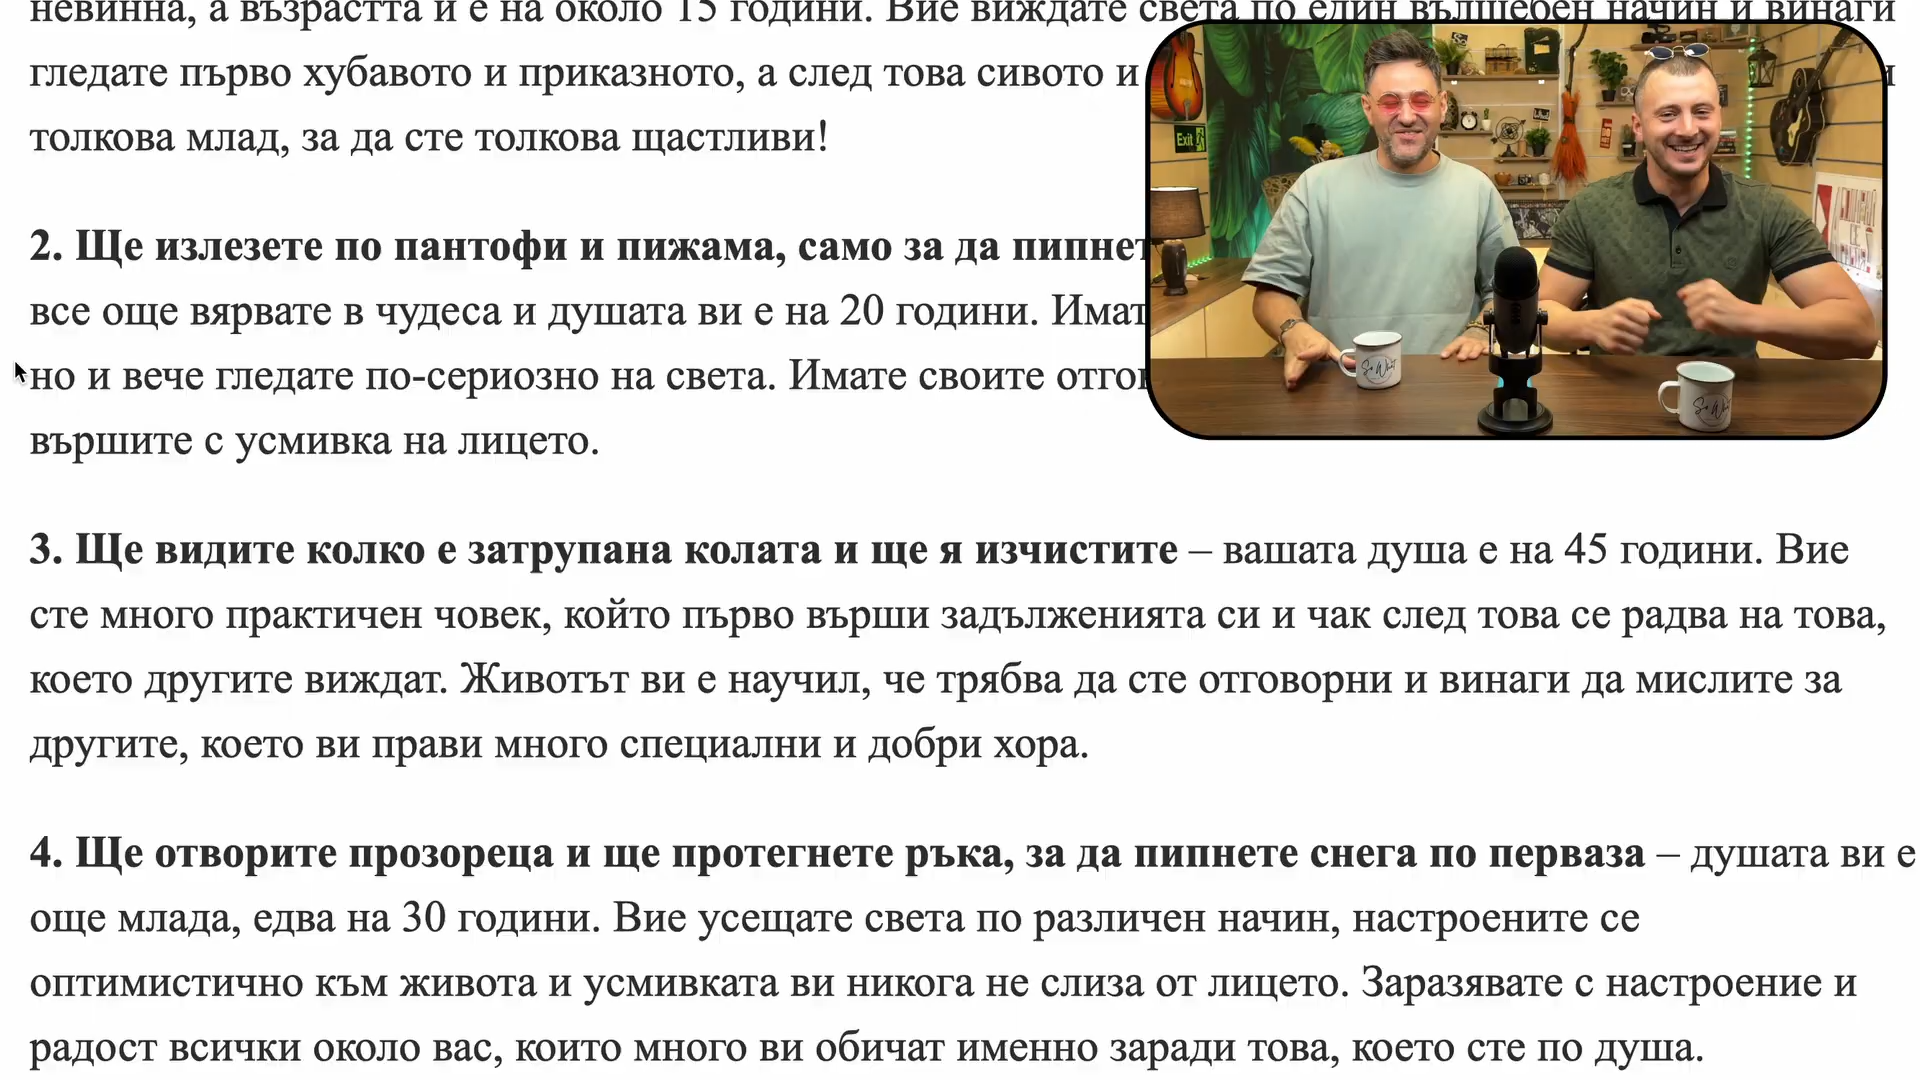 невинна, а възрастта и е на около 15 години. Вие виждате света по един вълшебен начин и винаги
гледате първо хубавото и приказното, а след това сивото и
толкова млад, за да сте толкова щастливи!
2. Ще излезете по пантофи и пижама, само за да
все още вярвате в чудеса и душата ви е на 20 години.
но и вече гледате по-сериозно на света. Имате своите
вършите с усмивка на лицето.
3. Ще видите колко е затрупана колата и ще я изчистите – вашата душа е на 45 години. Вие
сте много практичен човек, който първо върши задълженията си и чак след това се радва на това,
което другите виждат. Животът ви е научил, че трябва да сте отговорни и винаги да мислите за
другите, което ви прави много специални и добри хора.
4. Ще отворите прозореца и ще протегнете ръка, за да пипнете снега по перваза – душата ви е
още млада, едва на 30 години. Вие усещате света по различен начин, настроените се
оптимистично към живота и усмивката ви никога не слиза от лицето. Заразявате с настроение и
радост всички около вас, които много ви обичат именно заради това, което сте по душа.
Exit
So What
So What